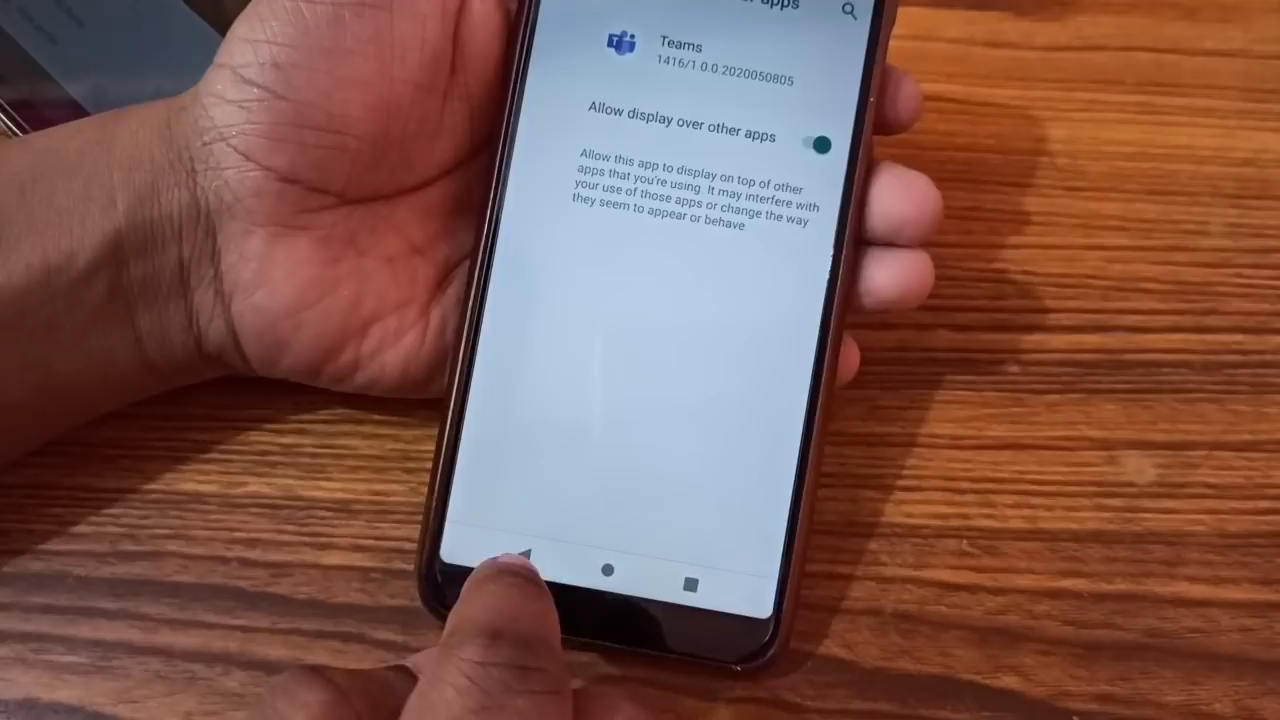 apps
Teams
1416/1.0.0.2020050805
Allow display over other apps
Allow this app to display on top of other
apps that you're using. It may interfere with
your use of those apps or change the way
they seem to appear or behave